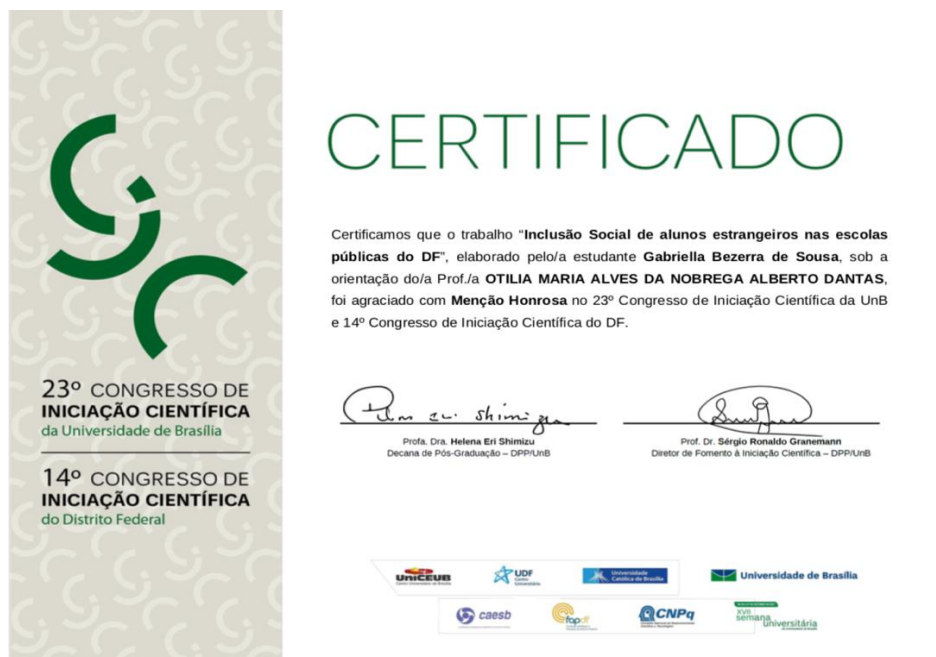 23º CONGRESSO DE
INICIAÇÃO CIENTÍFICA
da Universidade de Brasília
14º CONGRESSO DE
INICIAÇÃO CIENTÍFICA
do Distrito Federal
CERTIFICADO
Certificamos que o trabalho “Inclusão Social de alunos estrangeiros nas escolas
públicas do DF”, elaborado pelo/a estudante Gabriella Bezerra de Sousa, sob a
orientação do/a Prof./a OTILIA MARIA ALVES DA NOBREGA ALBERTO DANTAS,
foi agraciado com Menção Honrosa no 23º Congresso de Iniciação Científica da UnB
e 14º Congresso de Iniciação Científica do DF.
Profa. Dra. Helena Eri Shimizu
Decana de Pós-Graduação – DPP/UnB
Prof. Dr. Sérgio Ronaldo Granemann
Diretor de Fomento à Iniciação Científica – DPP/UnB
UniCEUB
UDF
Centro
Universitário
Universidade
Católica de Brasília
Universidade de Brasília
caesb
fapdf
CNPq
XVII
semana
universitária